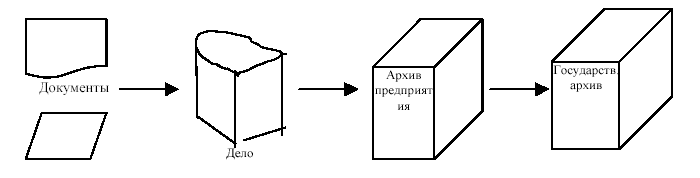 Документы
Дело
Архив
предприят
ия
Государств.
архив